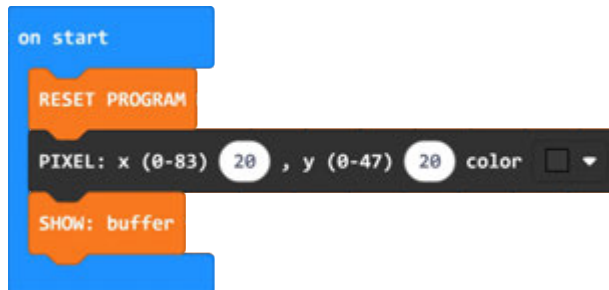 on start
RESET PROGRAM
PIXEL: x (0-83) 20 , y (0-47) 20 color
SHOW: buffer